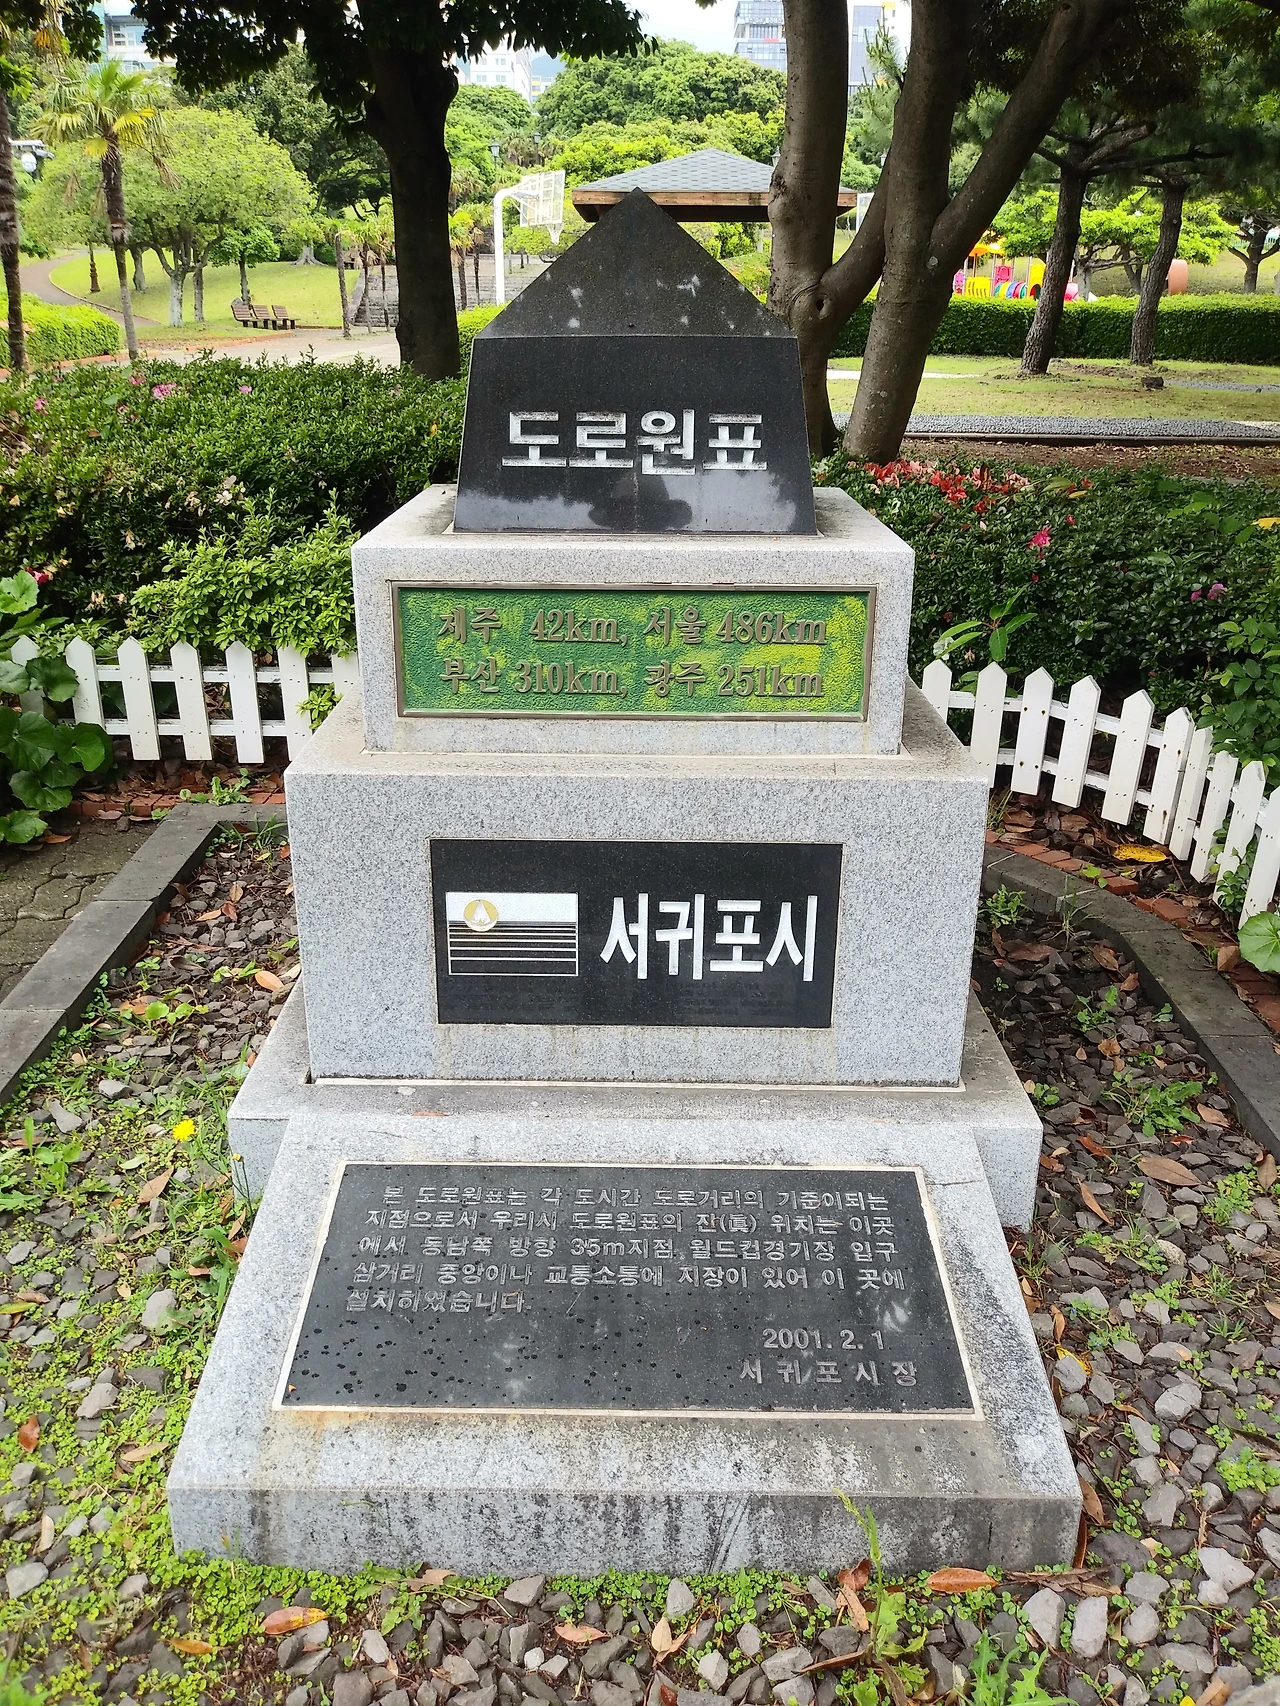 도로원표
제주 42km, 서울 486km
부산 310km, 광주 251km
서귀포시
본 도로원표는 각 도시간 도로거리의 기준이되는
지점으로서 우리시 도로원표의 잔(眞) 위치는 이곳
에서 동남쪽 방향 35m지점, 월드컵경기장 입구
삼거리 중앙이나 교통소통에 지장이 있어 이 곳에
설치하였습니다.
2001. 2. 1
서귀포시장